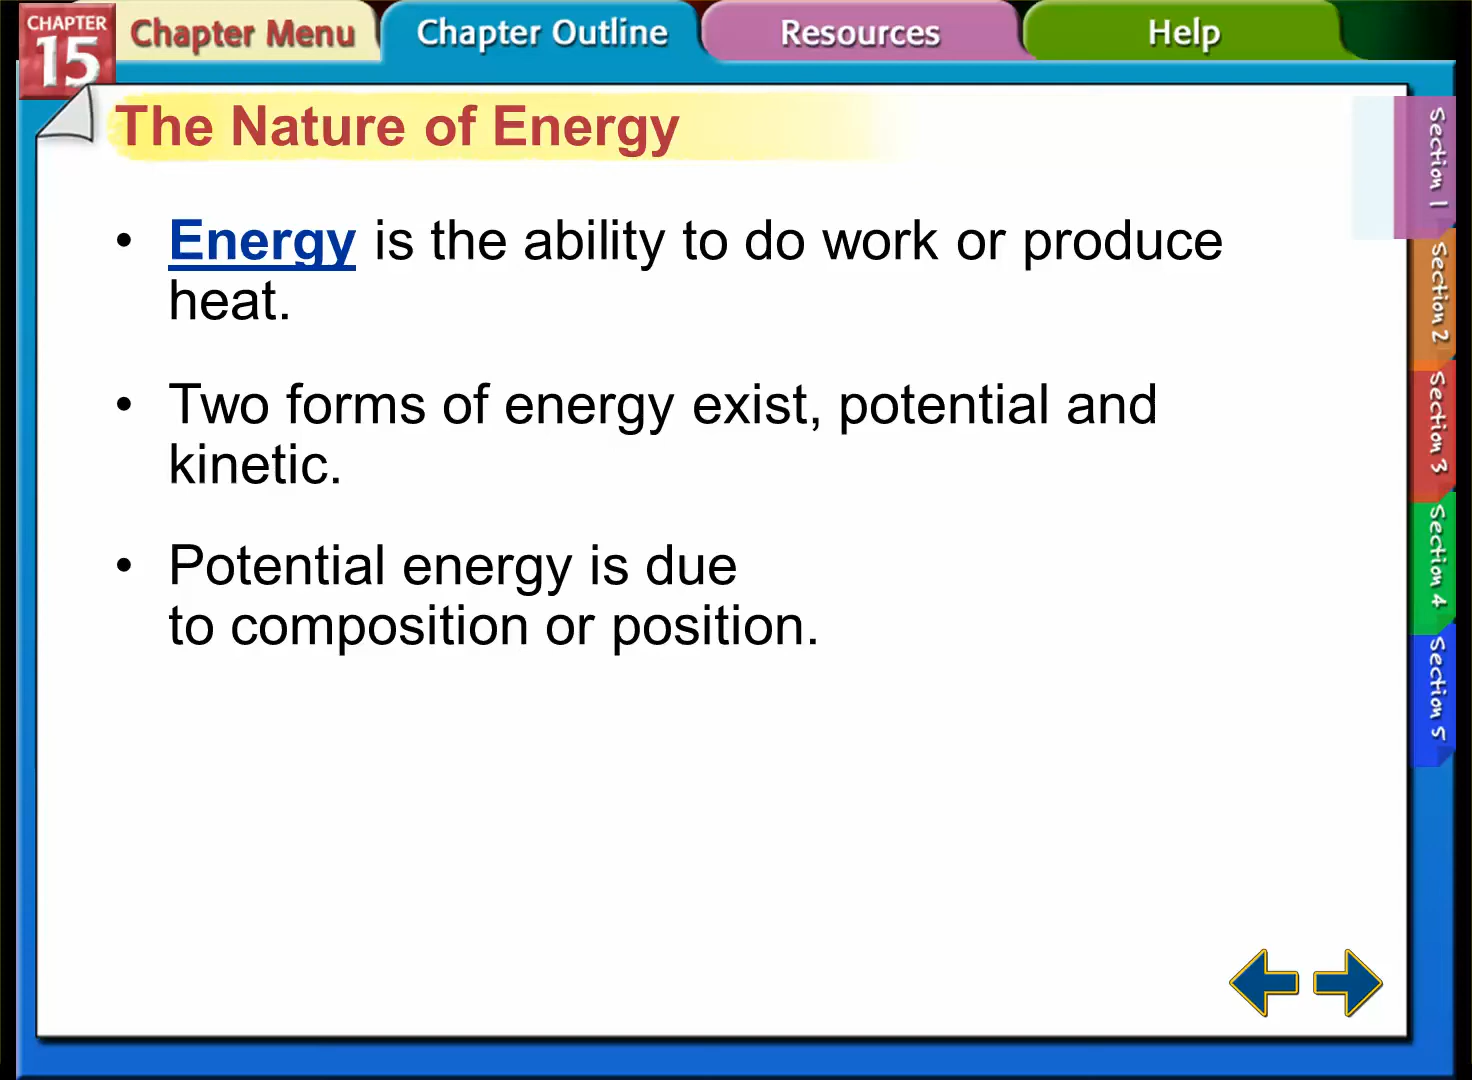 CHAPTER
15
Chapter Menu
Chapter Outline
Resources
Help
The Nature of Energy
• Energy is the ability to do work or produce
heat.
• Two forms of energy exist, potential and
kinetic.
• Potential energy is due
to composition or position.
Section 1
Section 2
Section 3
Section 4
Section 5